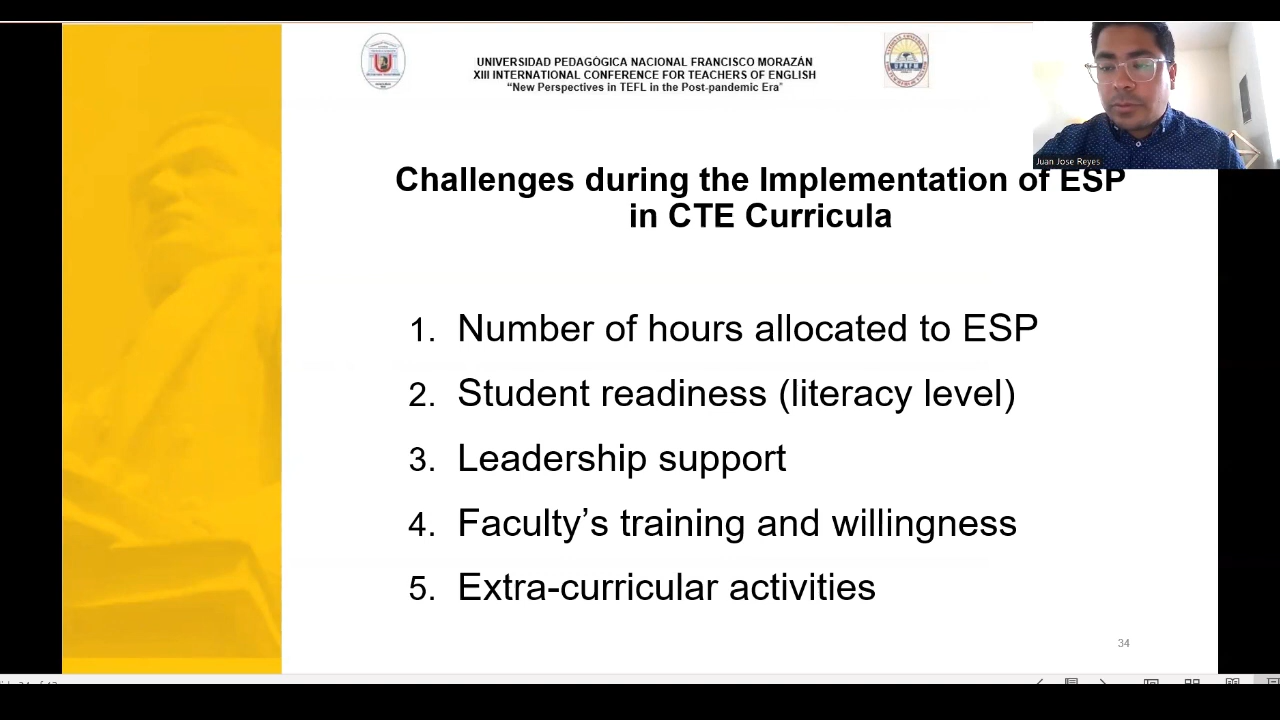 UNIVERSIDAD PEDAGÓGICA NACIONAL FRANCISCO MORAZÁN
XIII INTERNATIONAL CONFERENCE FOR TEACHERS OF ENGLISH
“New Perspectives in TEFL in the Post-pandemic Era”
Juan Jose Reyes
Challenges during the Implementation of ESP
in CTE Curricula
1. Number of hours allocated to ESP
2. Student readiness (literacy level)
3. Leadership support
4. Faculty’s training and willingness
5. Extra-curricular activities
34